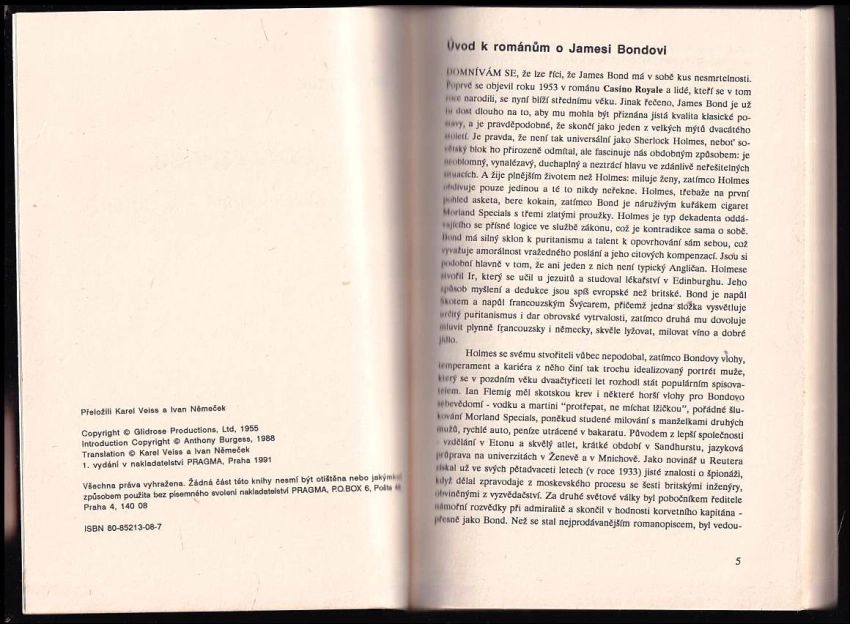 Přeložili Karel Veiss a Ivan Němeček
Copyright © Glidrose Productions, Ltd, 1955
Introduction Copyright © Anthony Burgess, 1988
Translation © Karel Veiss a Ivan Němeček
1. vydání v nakladatelství PRAGMA, Praha 1991
Všechna práva vyhražena. Žádná část této knihy nesmí být otištěna nebo jakýmkoli
způsobem použita bez písemného svolení nakladatelství PRAGMA, P.O.BOX 6, Pošta
Praha 4, 140 08
ISBN 80-85213-08-7
Úvod k románům o Jamesi Bondovi
DOMNÍVÁM SE, že lze říci, že James Bond má v sobě kus nesmrtelnosti.
Poprvé se objevil roku 1953 v románu Casino Royale a lidé, kteří se v tom
roce narodili, se nyní blíží střednímu věku. Jinak řečeno, James Bond je už
tu dost dlouho na to, aby mu mohla být přiznána jistá kvalita klasické po-
stavy, a je pravděpodobné, že skončí jako jeden z velkých mýtů dvacátého
století. Je pravda, že není tak universální jako Sherlock Holmes, neboť so-
větský blok ho přirozeně odmítal, ale fascinuje nás obdobným způsobem: je
neoblomný, vynalézavý, duchaplný a neztrácí hlavu ve zdánlivě neřešitelných
situacích. A žije plnějším životem než Holmes: miluje ženy, zatímco Holmes
obdivuje pouze jedinou a té to nikdy neřekne. Holmes, třebaže na první
pohled asketa, bere kokain, zatímco Bond je náruživým kuřákem cigaret
Morland Specials s třemi zlatými proužky. Holmes je typ dekadenta oddá-
vajícího se přísné logice ve službě zákonu, což je kontradikce sama o sobě.
Bond má silný sklon k puritanismu a talent k opovrhování sám sebou, což
vyvažuje amorálnost vražedného poslání a jeho citových kompenzací. Jsou si
podobní hlavně v tom, že ani jeden z nich není typický Angličan. Holmese
stvořil Ir, který se učil u jezuitů a studoval lékařství v Edinburghu. Jeho
způsob myšlení a dedukce jsou spíš evropské než britské. Bond je napůl
Skotem a napůl francouzským Švýcarem, přičemž jedna složka vysvětluje
určitý puritanismus i dar obrovské vytrvalosti, zatímco druhá mu dovoluje
mluvit plynně francouzsky i německy, skvěle lyžovat, milovat víno a dobré
jídlo.
Holmes se svému stvořiteli vůbec nepodobal, zatímco Bondovy vlohy,
temperament a kariéra z něho činí tak trochu idealizovaný portrét muže,
který se v pozdním věku dvaačtyřiceti let rozhodl stát populárním spisova-
telem. Ian Flemig měl skotskou krev i některé horší vlohy pro Bondovo
sebevědomí - vodku a martini "protřepat, ne míchat lžičkou", pořádné šlu-
kování Morland Specials, poněkud studené milování s manželkami druhých
mužů, rychlé auto, peníze utrácené v bakaratu. Původem z lepší společnosti
- vzdělání v Etonu a skvělý atlet, krátké období v Sandhurstu, jazyková
průprava na univerzitách v Ženevě a v Mnichově. Jako novinář u Reutera
získal už ve svých pětadvaceti letech (v roce 1933) jisté znalosti o špionáži,
když dělal zpravodaje z moskevského procesu se šesti britskými inženýry,
obviněnými z vyzvědačství. Za druhé světové války byl pobočníkem ředitele
námořní rozvědky při admiralitě a skončil v hodnosti korvetního kapitána -
přesně jako Bond. Než se stal nejprodávanějším romanopiscem, byl vedou-
5